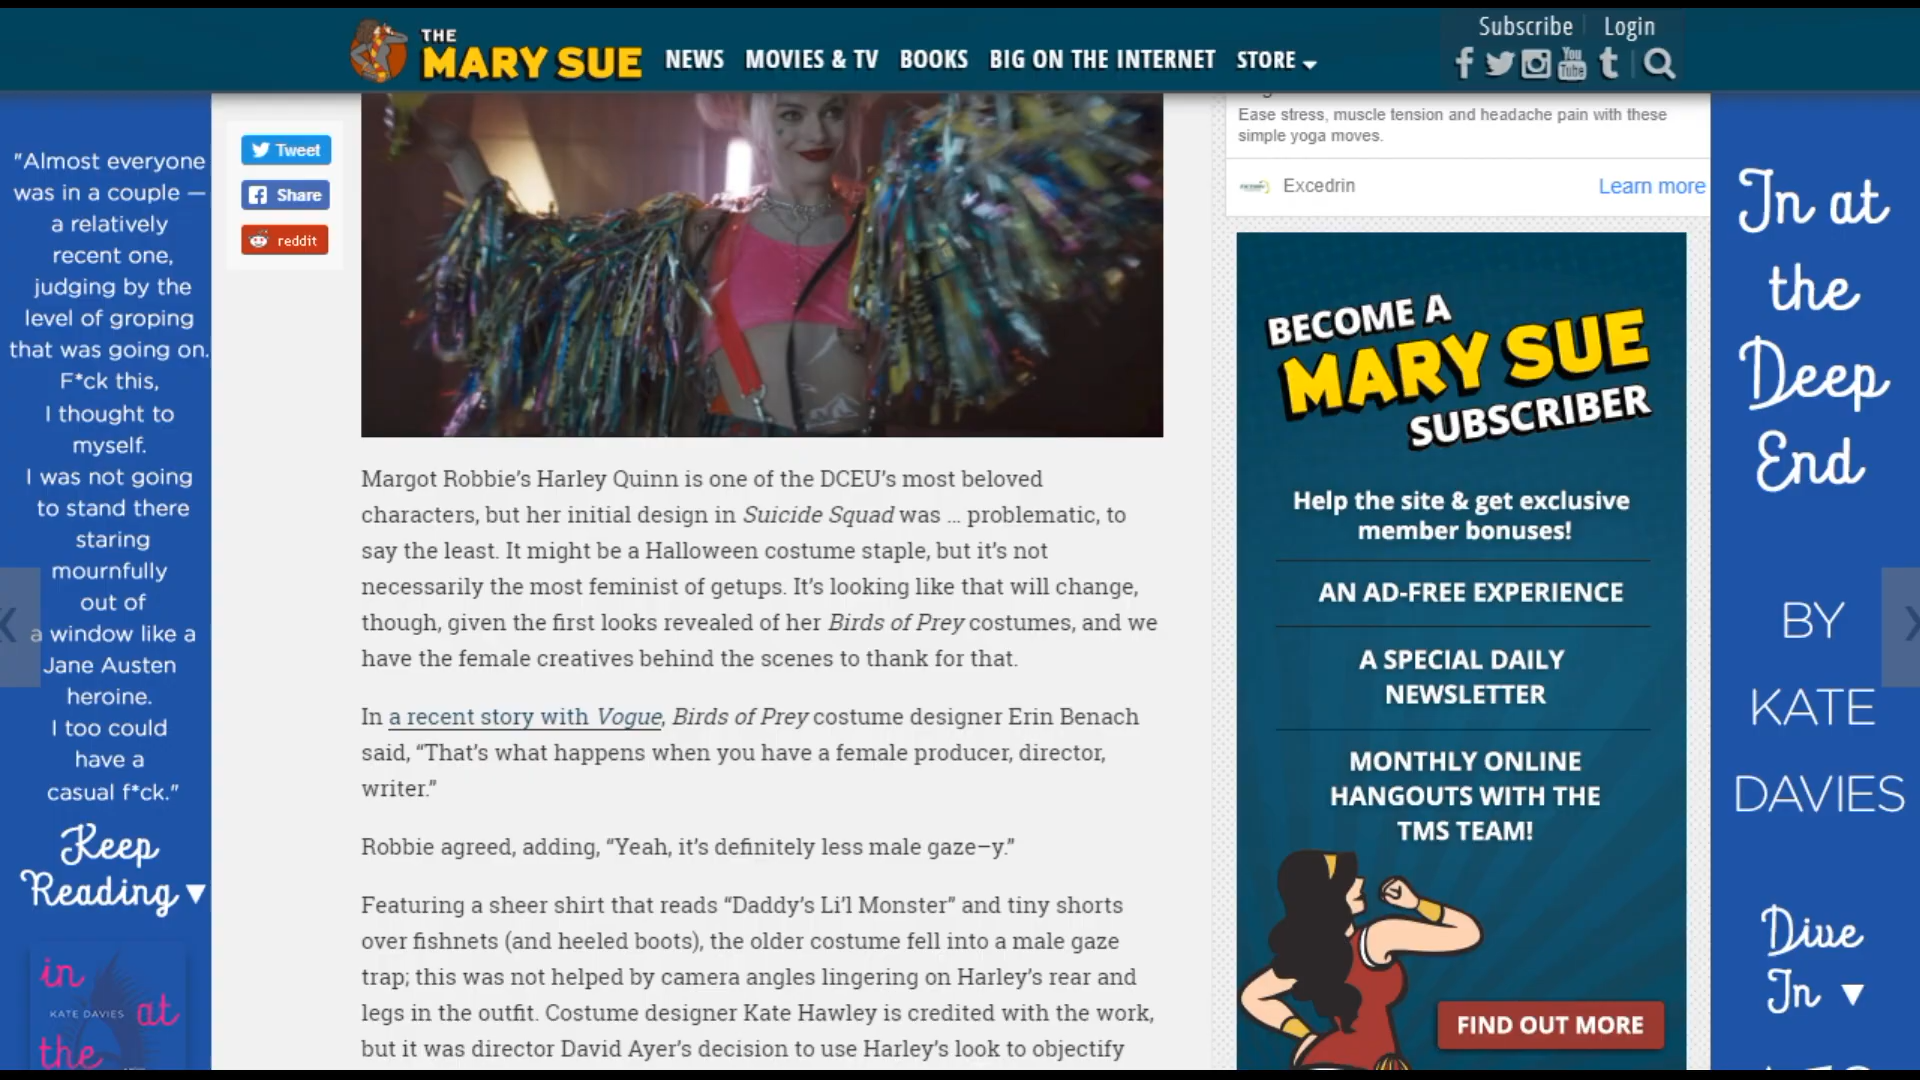 THE
MARY SUE
NEWS MOVIES & TV BOOKS BIG ON THE INTERNET STORE
Subscribe Login
You
Tube
"Almost everyone
was in a couple —
a relatively
recent one,
judging by the
level of groping
that was going on.
F*ck this,
I thought to
myself.
I was not going
to stand there
staring
mournfully
out of
a window like a
Jane Austen
heroine.
I too could
have a
casual f*ck."
Keep
Reading ▼
in
KATE DAVIES at
the
Tweet
Share
reddit
Margot Robbie's Harley Quinn is one of the DCEU's most beloved
characters, but her initial design in Suicide Squad was ... problematic, to
say the least. It might be a Halloween costume staple, but it's not
necessarily the most feminist of getups. It's looking like that will change,
though, given the first looks revealed of her Birds of Prey costumes, and we
have the female creatives behind the scenes to thank for that.
In a recent story with Vogue, Birds of Prey costume designer Erin Benach
said, “That's what happens when you have a female producer, director,
writer.”
Robbie agreed, adding, “Yeah, it's definitely less male gaze–y.”
Featuring a sheer shirt that reads “Daddy's Li'l Monster” and tiny shorts
over fishnets (and heeled boots), the older costume fell into a male gaze
trap; this was not helped by camera angles lingering on Harley's rear and
legs in the outfit. Costume designer Kate Hawley is credited with the work,
but it was director David Ayer's decision to use Harley's look to objectify
Ease stress, muscle tension and headache pain with these
simple yoga moves.
Excedrin Learn more
BECOME A
MARY SUE
SUBSCRIBER
Help the site & get exclusive
member bonuses!
AN AD-FREE EXPERIENCE
A SPECIAL DAILY
NEWSLETTER
MONTHLY ONLINE
HANGOUTS WITH THE
TMS TEAM!
FIND OUT MORE
In at
the
Deep
End
BY
KATE
DAVIES
Dive
In ▼